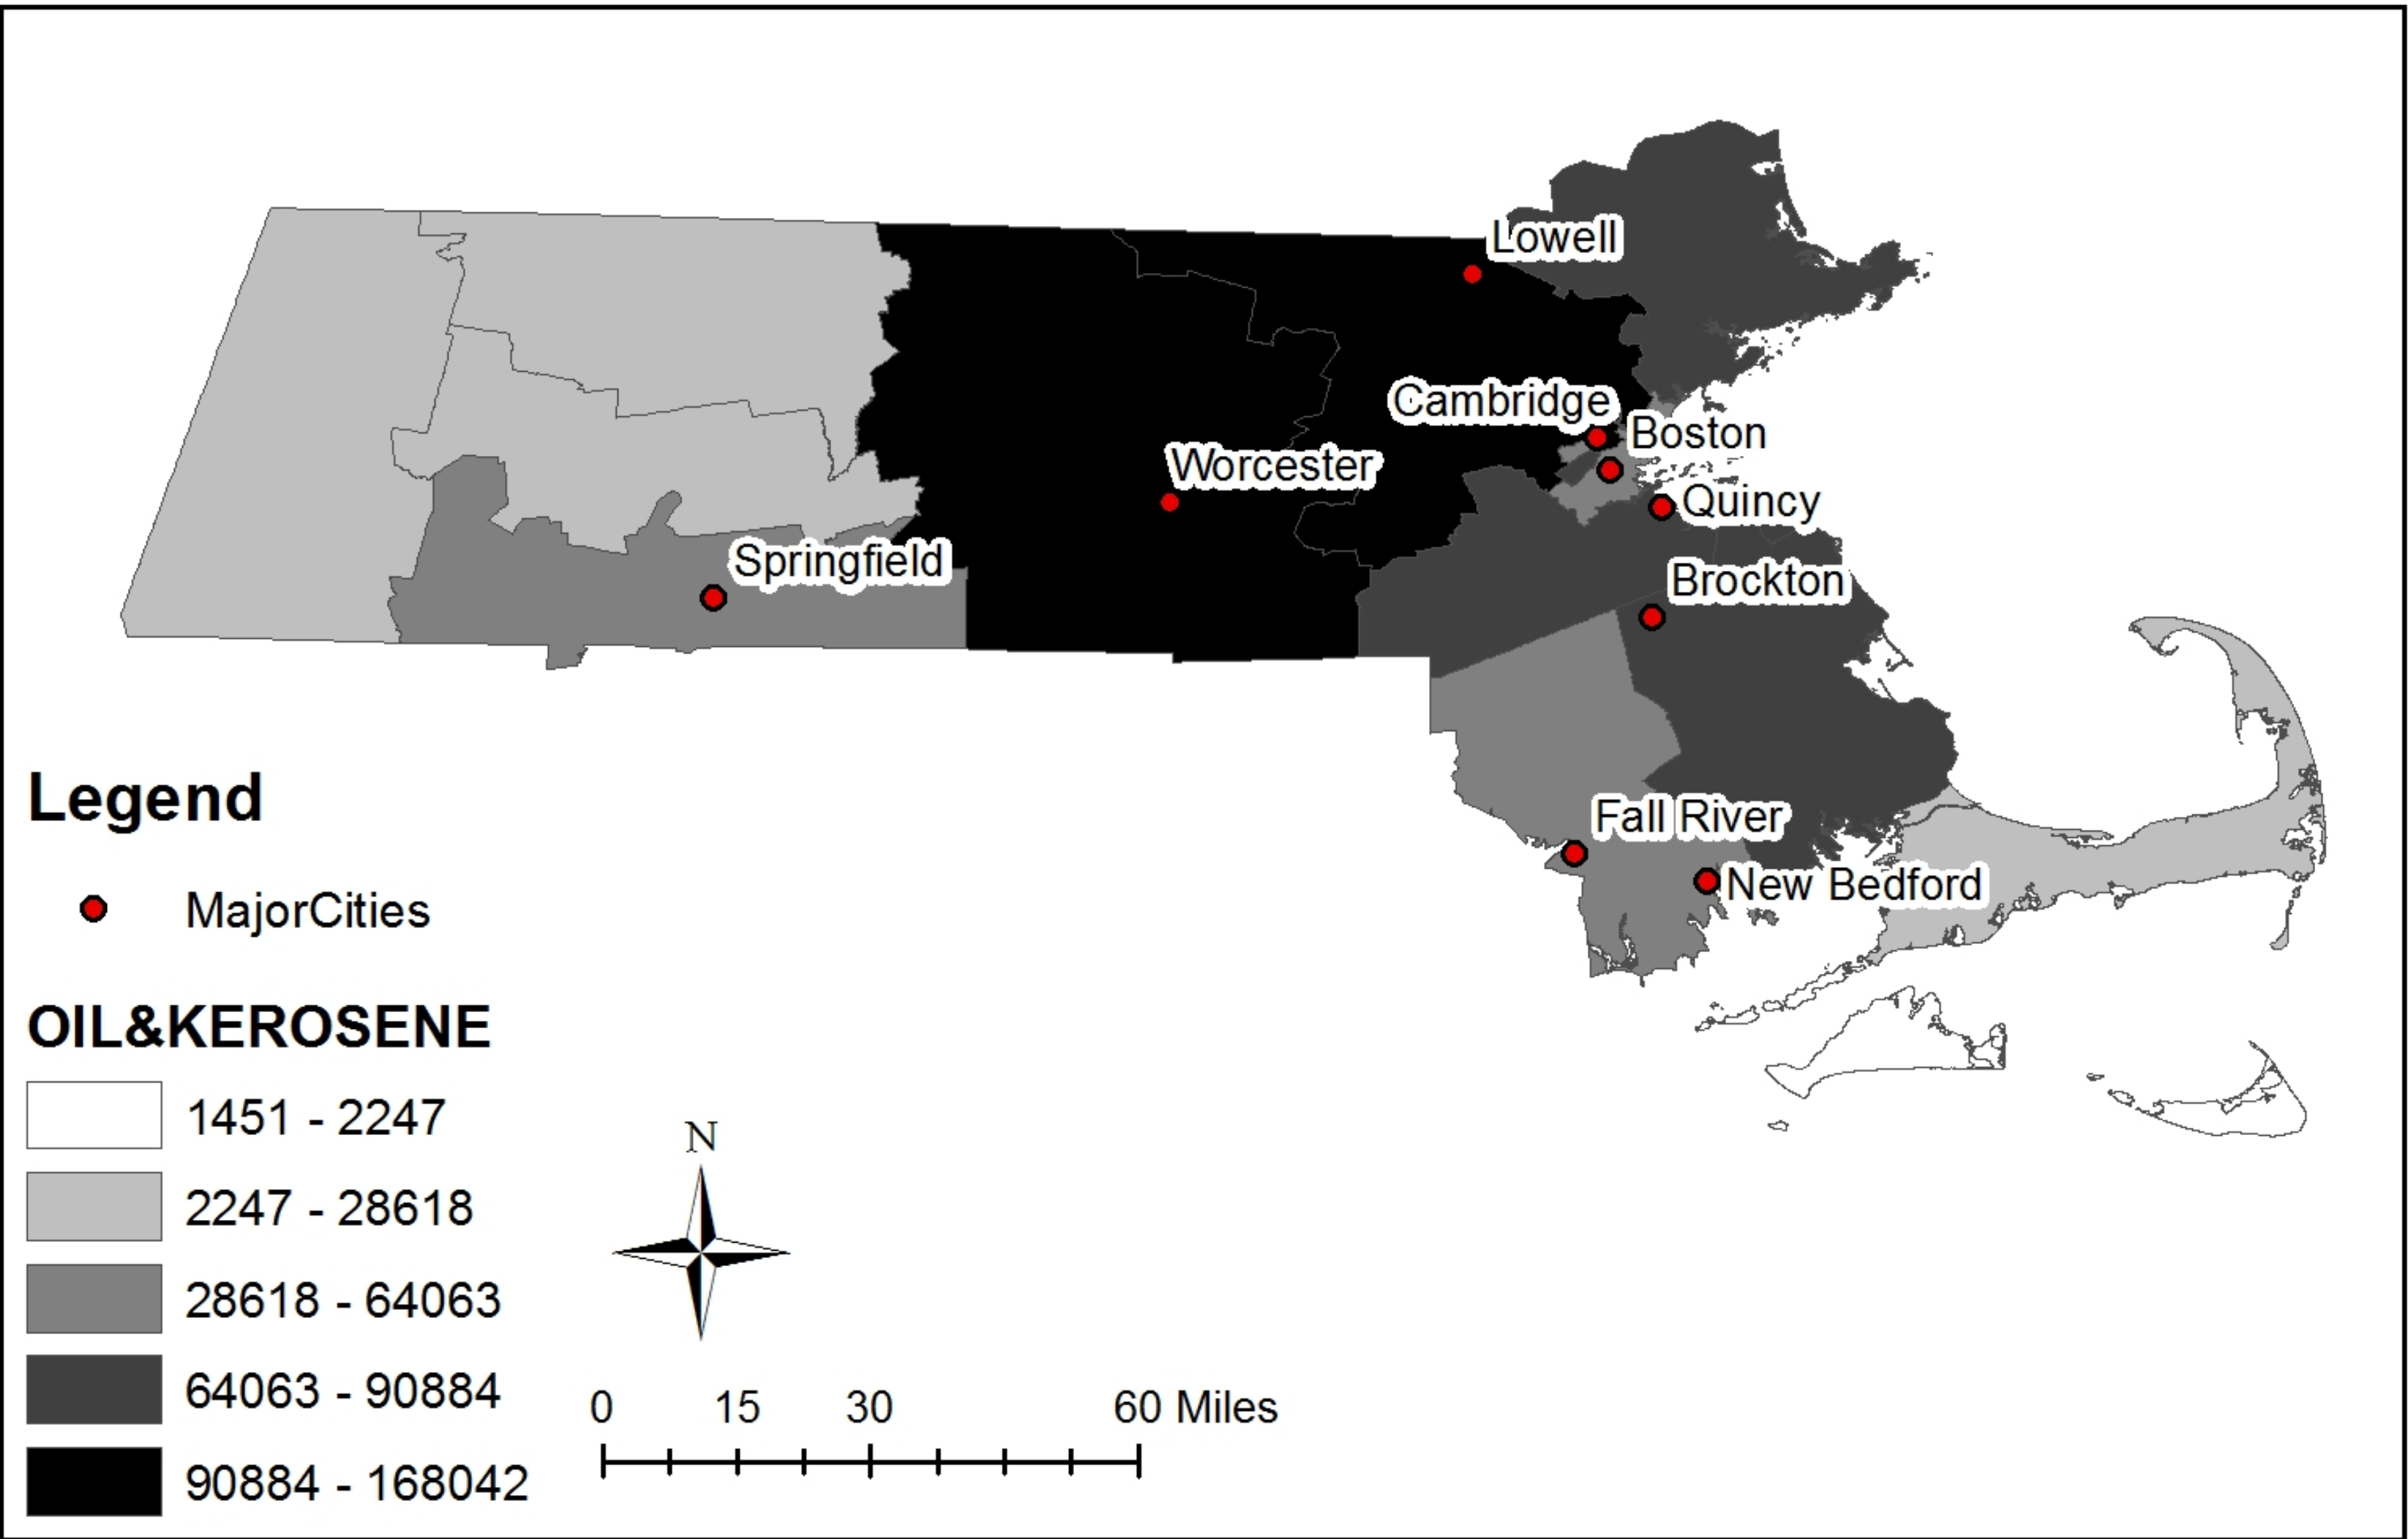 Lowell
Cambridge
Boston
Worcester
Quincy
Springfield
Brockton
Fall River
New Bedford
Legend
MajorCities
OIL&KEROSENE
1451 - 2247
2247 - 28618
28618 - 64063
64063 - 90884
90884 - 168042
N
0 15 30 60 Miles